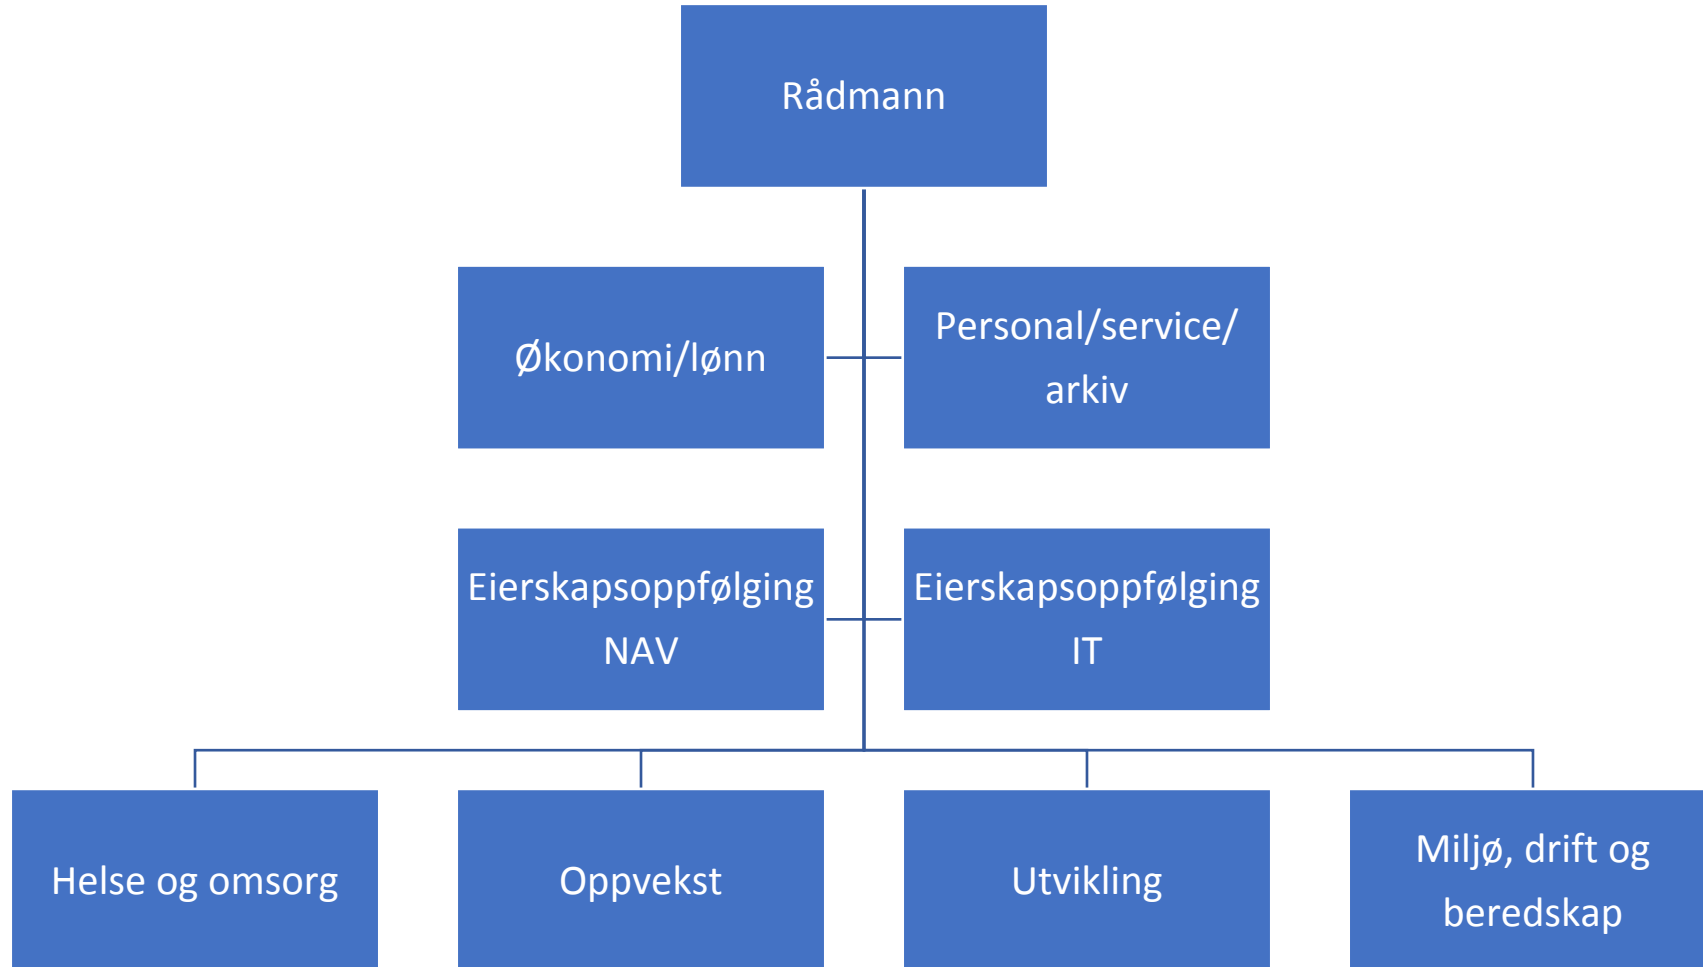 Rådmann
Økonomi/lønn
Personal/service/
arkiv
Eierskapsoppfølging
NAV
Eierskapsoppfølging
IT
Helse og omsorg
Oppvekst
Utvikling
Miljø, drift og
beredskap